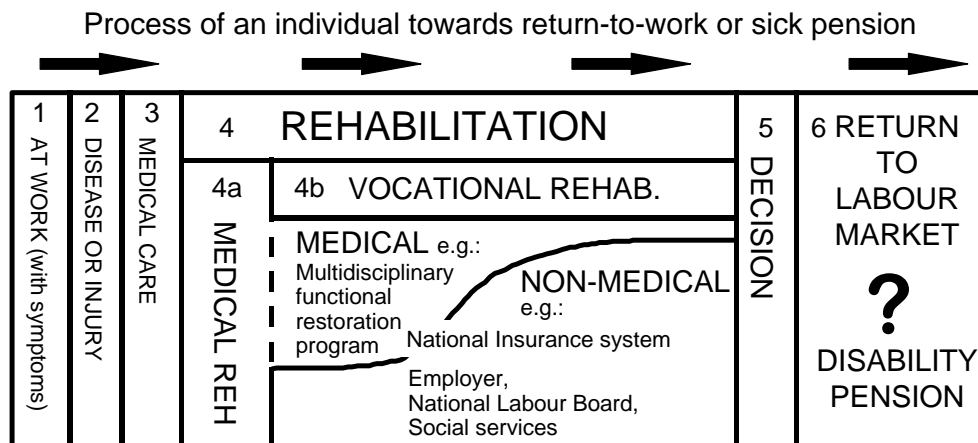 Process of an individual towards return-to-work or sick pension
1
AT WORK (with symptoms)
2
DISEASE OR INJURY
3
MEDICAL CARE
4 REHABILITATION
4a
MEDICAL REH
4b VOCATIONAL REHAB.
MEDICAL e.g.:
Multidisciplinary
functional
restoration
program
NON-MEDICAL
e.g.:
National Insurance system
Employer,
National Labour Board,
Social services
5
DECISION
6 RETURN
TO
LABOUR
MARKET
?
DISABILITY
PENSION